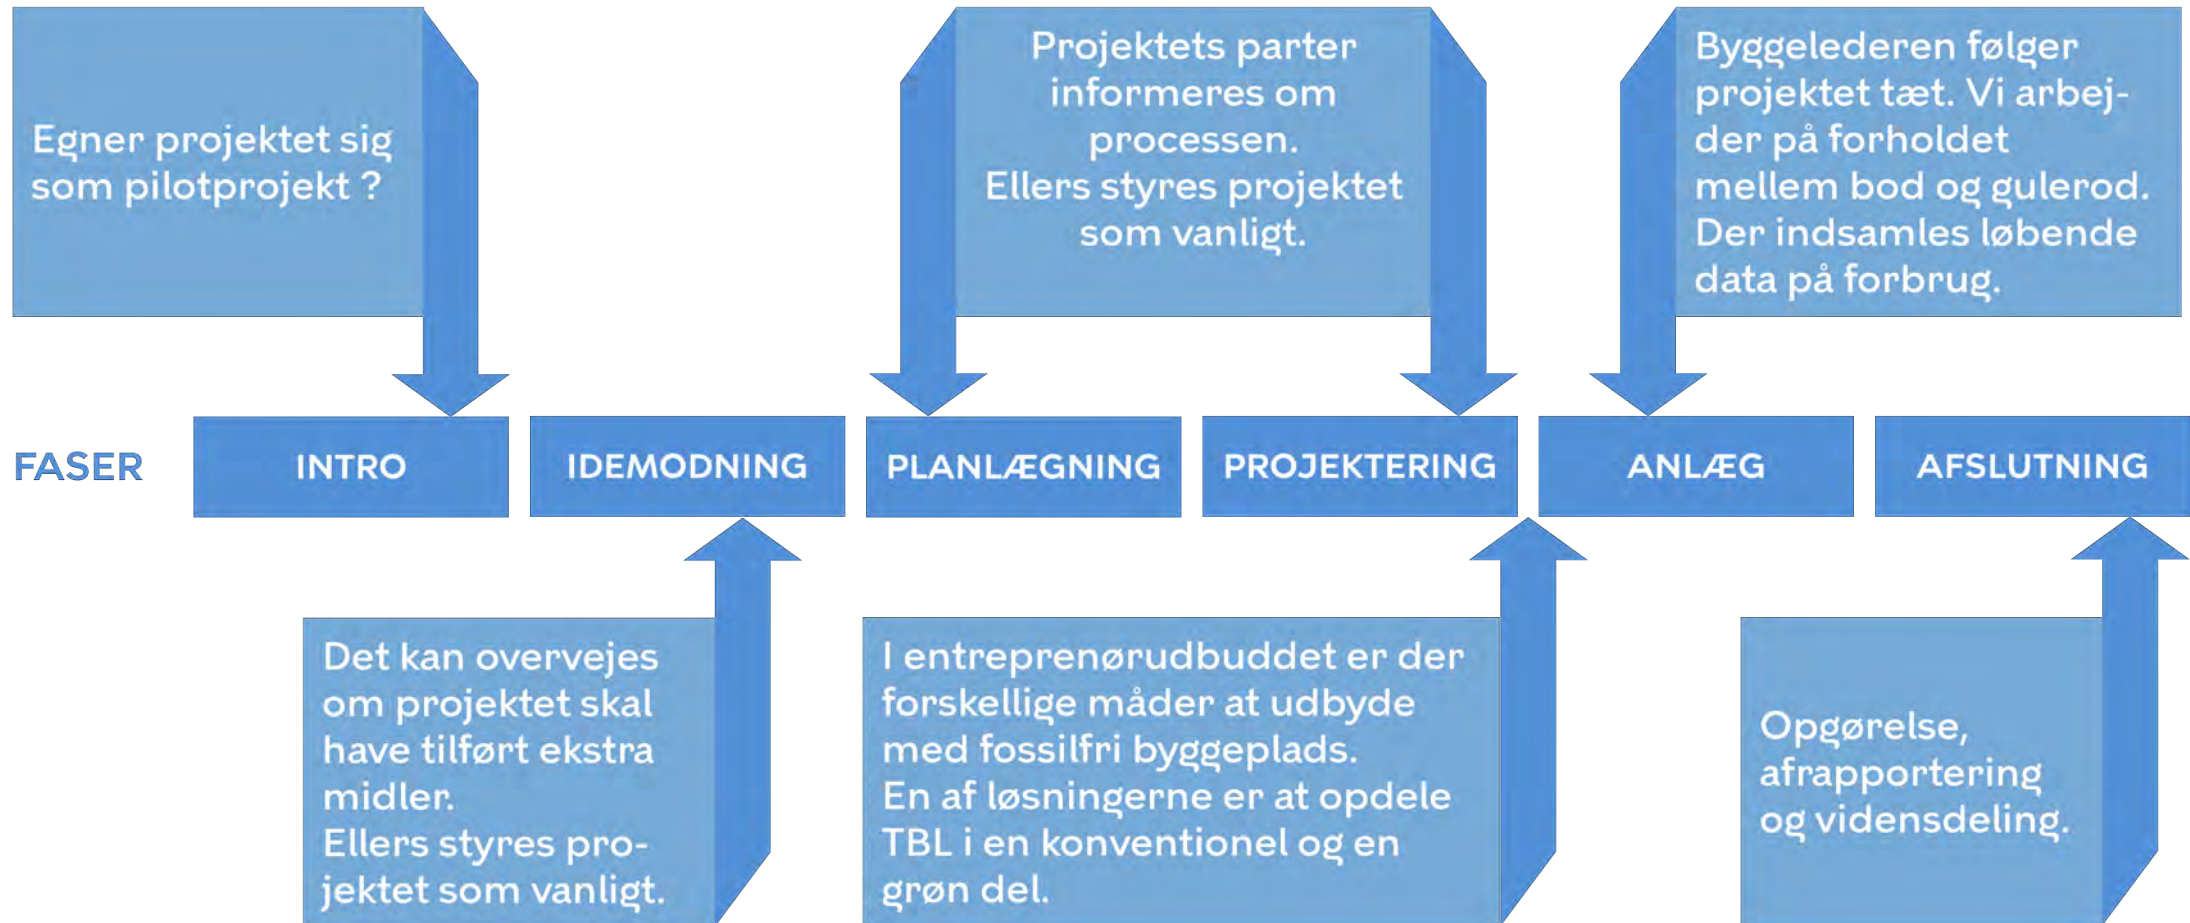 Egner projektet sig
som pilotprojekt ?
Projektets parter
informeres om
processen.
Ellers styres projektet
som vanligt.
Byggelederen følger
projektet tæt. Vi arbej-
der på forholdet
mellem bod og gulerod.
Der indsamles løbende
data på forbrug.
FASER
INTRO
IDEMODNING
PLANLÆGNING
PROJEKTERING
ANLÆG
AFSLUTNING
Det kan overvejes
om projektet skal
have tilført ekstra
midler.
Ellers styres pro-
jektet som vanligt.
I entreprenørudbuddet er der
forskellige måder at udbyde
med fossilfri byggeplads.
En af løsningerne er at opdele
TBL i en konventionel og en
grøn del.
Opgørelse,
afrapportering
og vidensdeling.